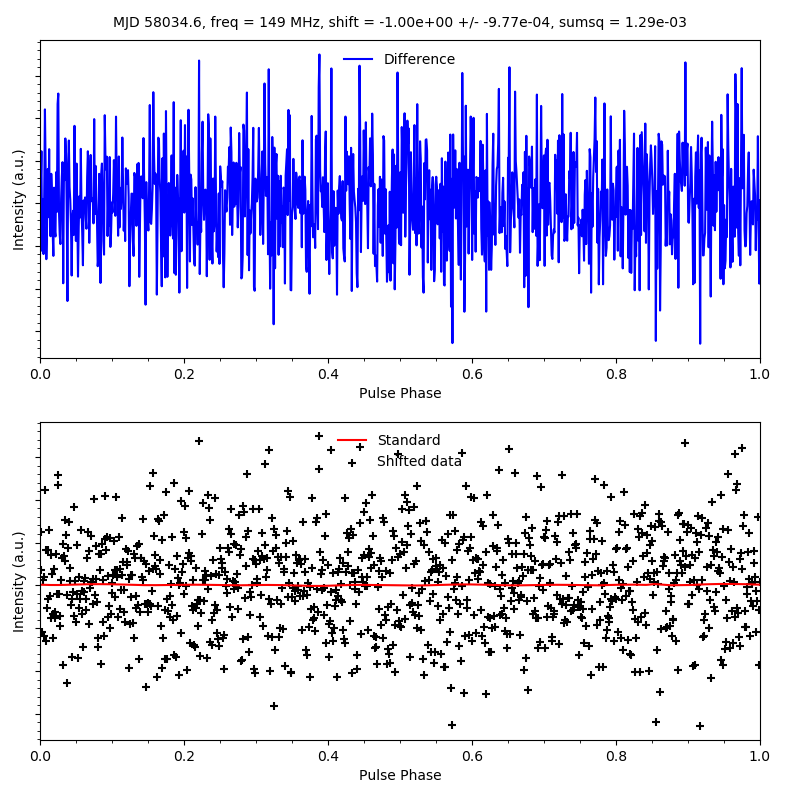 MJD 58034.6, freq = 149 MHz, shift = -1.00e+00 +/- -9.77e-04, sumsq = 1.29e-03
Difference
Intensity (a.u.)
0.0 0.2 0.4 0.6 0.8 1.0
Pulse Phase
Standard
Shifted data
Intensity (a.u.)
0.0 0.2 0.4 0.6 0.8 1.0
Pulse Phase